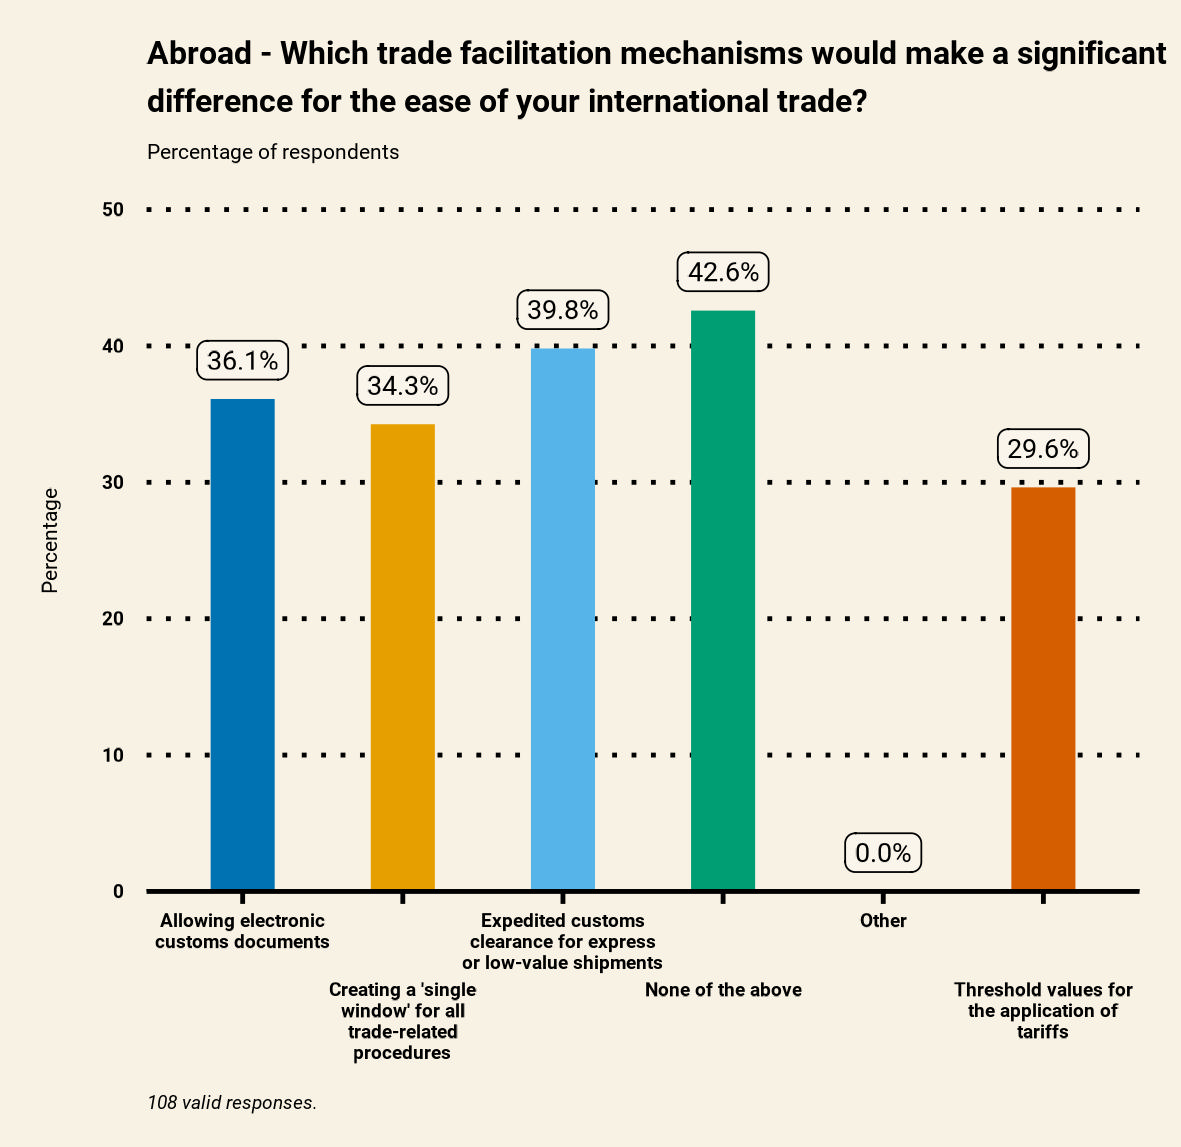 Abroad - Which trade facilitation mechanisms would make a significant
difference for the ease of your international trade?
Percentage of respondents
50
40
30
20
10
0
Percentage
36.1%
34.3%
39.8%
42.6%
0.0%
29.6%
Allowing electronic
customs documents
Creating a 'single
window' for all
trade-related
procedures
Expedited customs
clearance for express
or low-value shipments
None of the above
Other
Threshold values for
the application of
tariffs
108 valid responses.